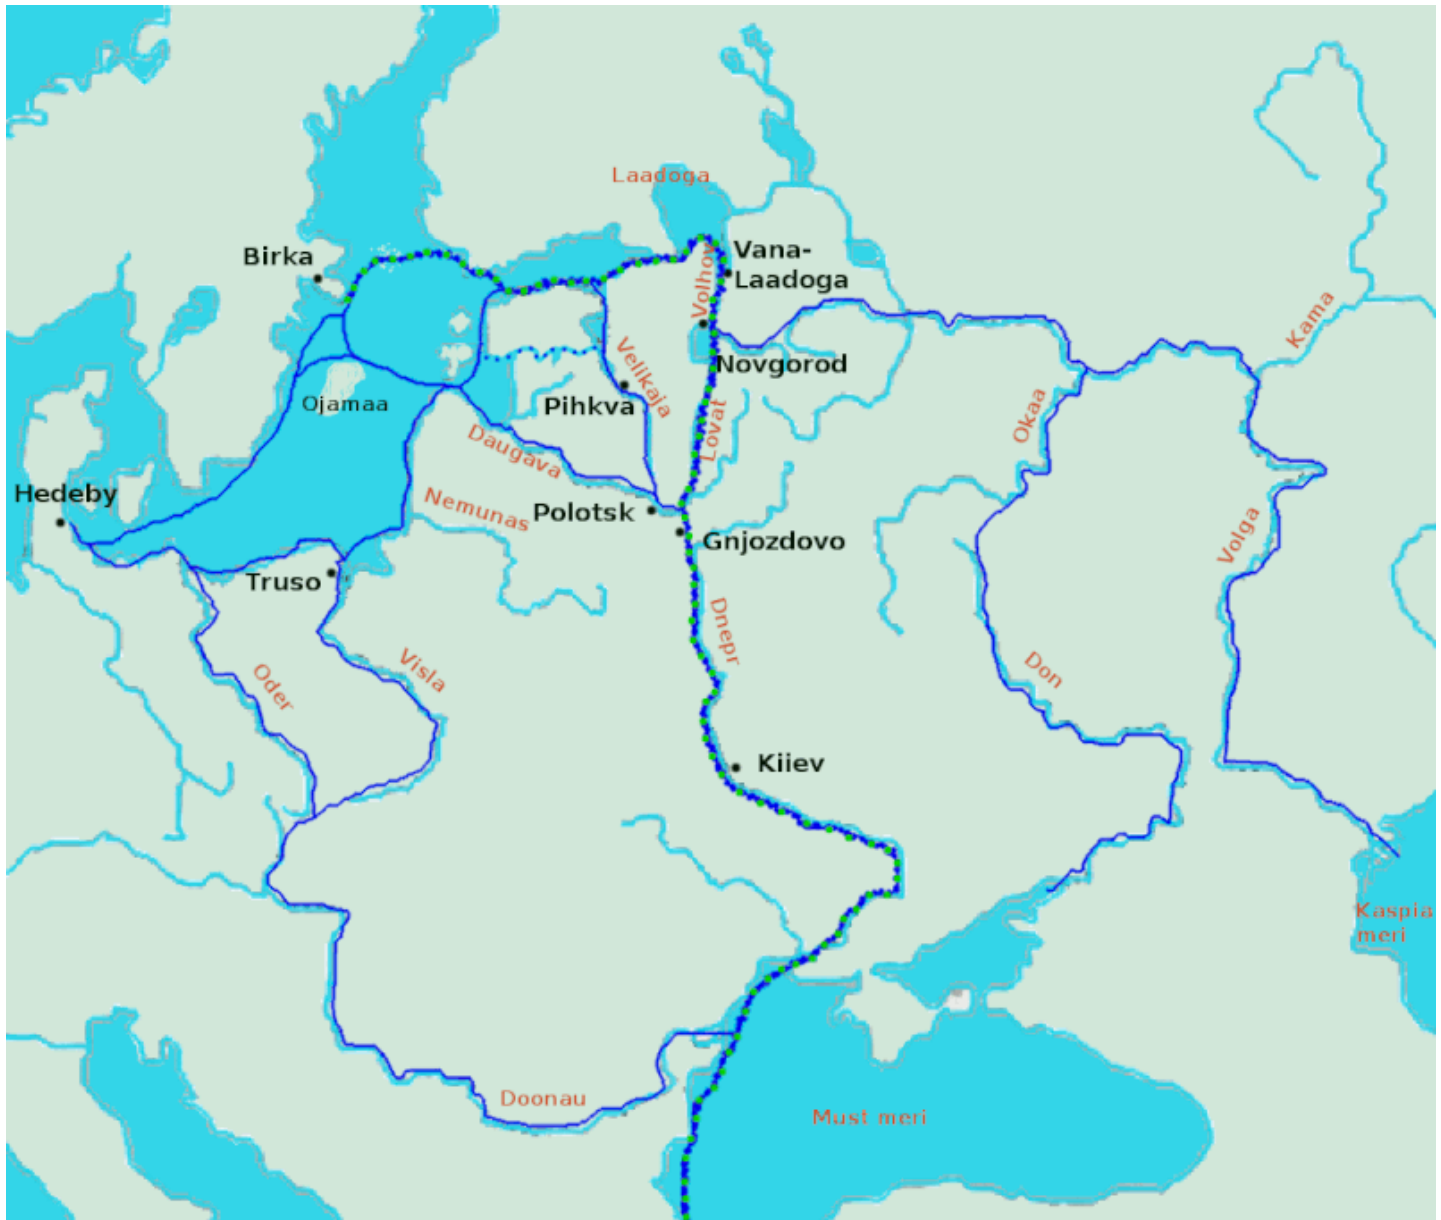 Laadoga
Birka
Vana-
Laadoga
Volhov
Kama
Novgorod
Velikaja
Ojamaa
Pihkva
Okaa
Lovat
Daugava
Hedeby
Nemunas
Polotsk
Gnjozdovo
Volga
Truso
Dnepr
Visla
Oder
Don
Kiiev
Kaspia
meri
Doonau
Must meri